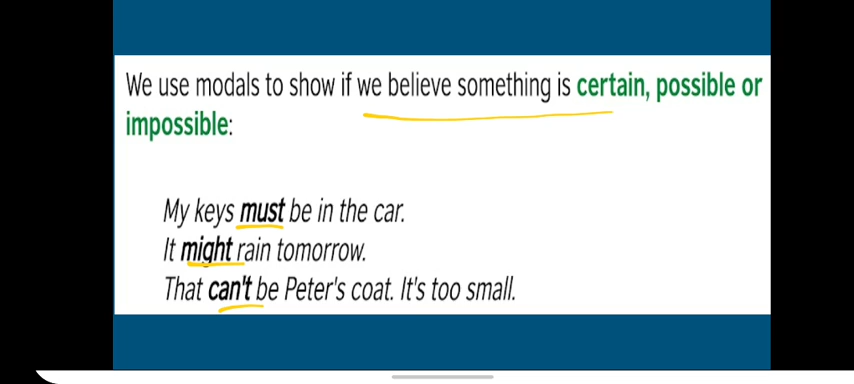 We use modals to show if we believe something is certain, possible or
impossible:
My keys must be in the car.
It might rain tomorrow.
That can't be Peter's coat. It's too small.